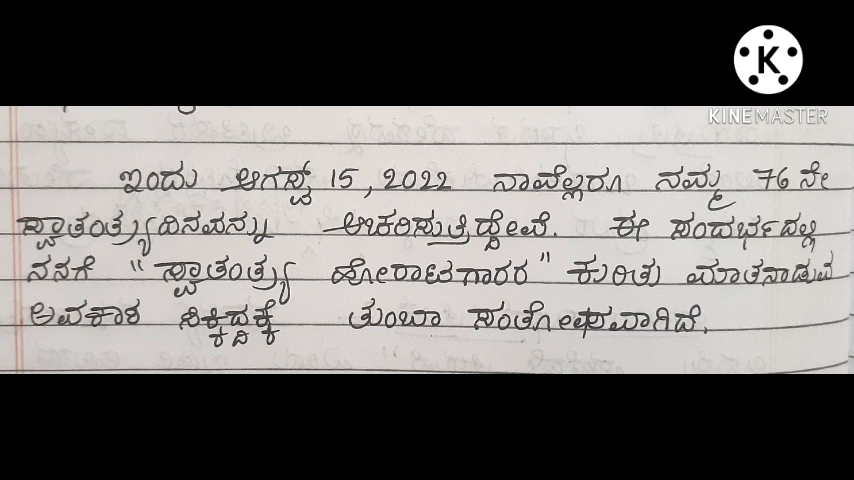 K
KINEMASTER
ಇಂದು ಆಗಸ್ಟ್ 15, 2022 ನಾವೆಲ್ಲರೂ ನಮ್ಮ 76 ನೇ
ಸ್ವಾತಂತ್ರ್ಯದಿನವನ್ನು ಆಚರಿಸುತ್ತಿದ್ದೇವೆ. ಈ ಸಂದರ್ಭದಲ್ಲಿ
ನನಗೆ "ಸ್ವಾತಂತ್ರ್ಯ ಹೋರಾಟಗಾರರ" ಕುರಿತು ಮಾತನಾಡುವ
ಅವಕಾಶ ಸಿಕ್ಕಿದ್ದಕ್ಕೆ ತುಂಬಾ ಸಂತೋಷವಾಗಿದೆ.